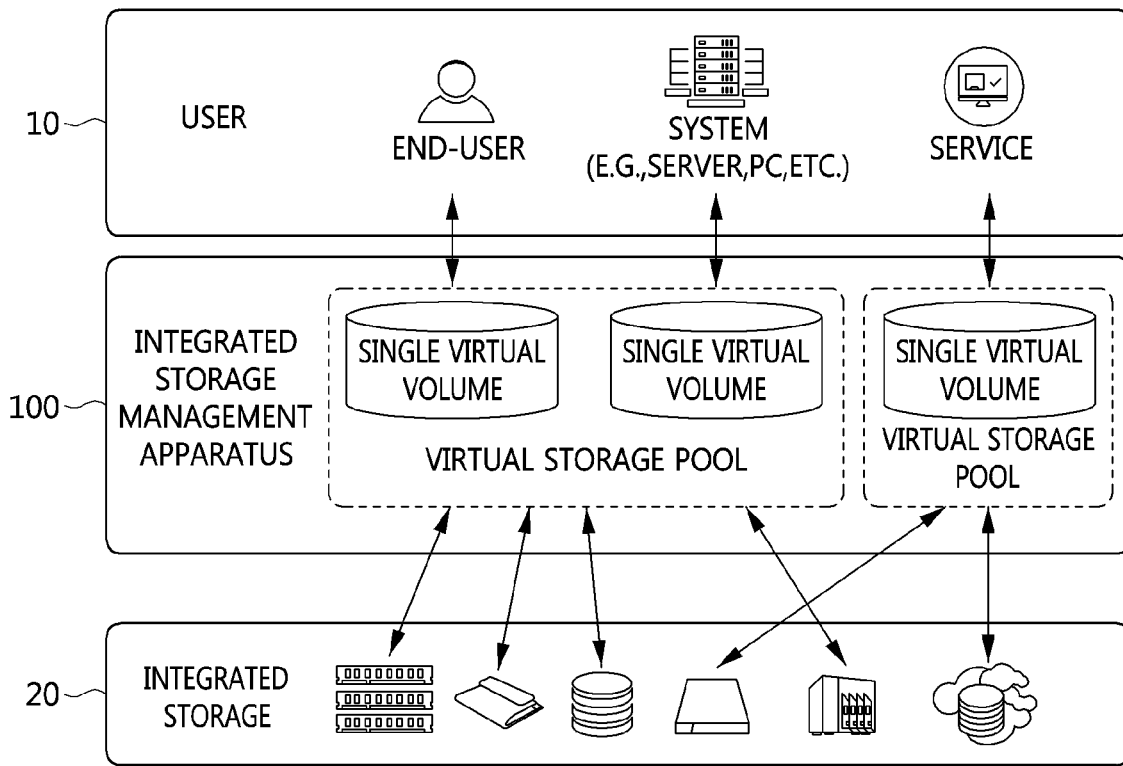 10
USER
END-USER
SYSTEM
(E.G.,SERVER,PC,ETC.)
SERVICE
100
INTEGRATED
STORAGE
MANAGEMENT
APPARATUS
SINGLE VIRTUAL
VOLUME
SINGLE VIRTUAL
VOLUME
VIRTUAL STORAGE POOL
SINGLE VIRTUAL
VOLUME
VIRTUAL STORAGE
POOL
20
INTEGRATED
STORAGE